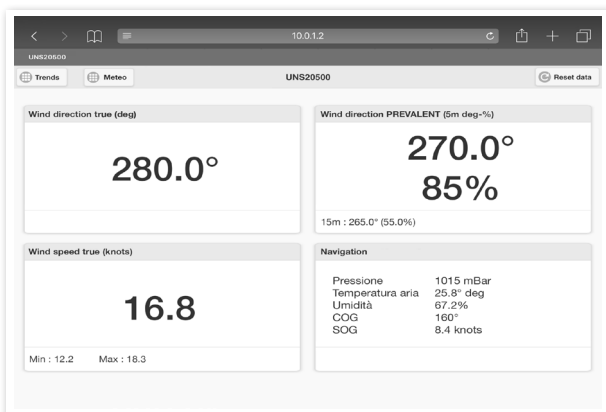 10.0.1.2
UNS20500
Trends
Meteo
UNS20500
Reset data
Wind direction true (deg)
280.0°
Wind direction PREVALENT (5m deg-%)
270.0°
85%
15m : 265.0° (55.0%)
Wind speed true (knots)
16.8
Min : 12.2 Max : 18.3
Navigation
Pressione 1015 mBar
Temperatura aria 25.8° deg
Umidità 67.2%
COG 160°
SOG 8.4 knots